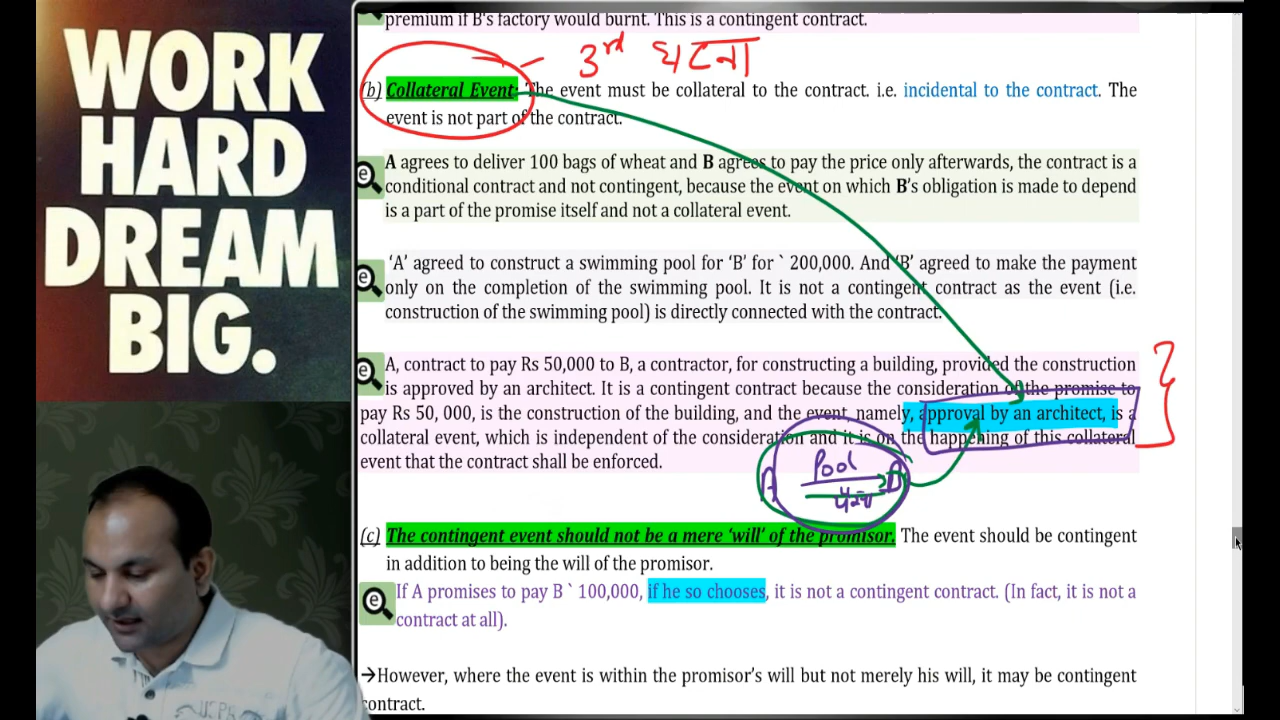 WORK
HARD
DREAM
BIG.
premium if B's factory would burnt. This is a contingent contract.
3rd घटना
(b) Collateral Event: The event must be collateral to the contract. i.e. incidental to the contract. The
event is not part of the contract.
A agrees to deliver 100 bags of wheat and B agrees to pay the price only afterwards, the contract is a
conditional contract and not contingent, because the event on which B's obligation is made to depend
is a part of the promise itself and not a collateral event.
'A' agreed to construct a swimming pool for 'B' for ` 200,000. And 'B' agreed to make the payment
only on the completion of the swimming pool. It is not a contingent contract as the event (i.e.
construction of the swimming pool) is directly connected with the contract.
A, contract to pay Rs 50,000 to B, a contractor, for constructing a building, provided the construction
is approved by an architect. It is a contingent contract because the consideration of the promise to
pay Rs 50, 000, is the construction of the building, and the event, namely, approval by an architect, is a
collateral event, which is independent of the consideration and it is on the happening of this collateral
event that the contract shall be enforced.
A Pool B
(c) The contingent event should not be a mere 'will' of the promisor. The event should be contingent
in addition to being the will of the promisor.
If A promises to pay B ` 100,000, if he so chooses, it is not a contingent contract. (In fact, it is not a
contract at all).
→However, where the event is within the promisor's will but not merely his will, it may be contingent
contract.